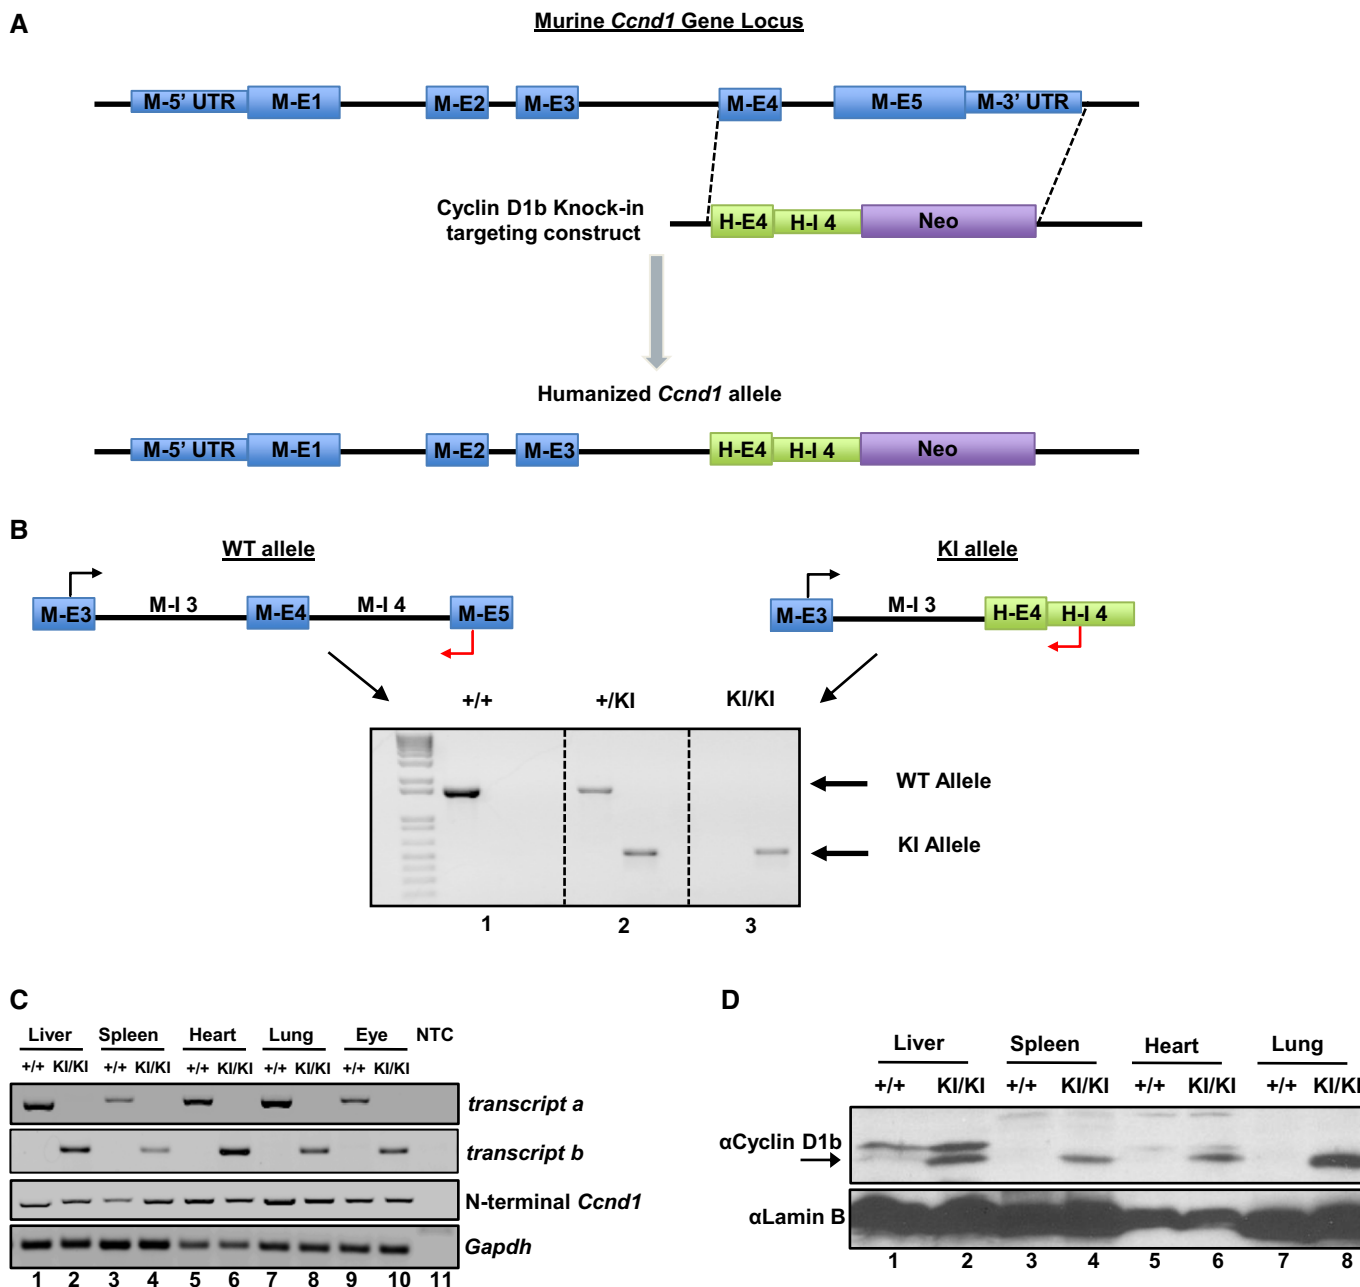 A
Murine Ccnd1 Gene Locus
M-5' UTR M-E1 M-E2 M-E3 M-E4 M-E5 M-3' UTR
Cyclin D1b Knock-in
targeting construct
H-E4 H-I 4 Neo
Humanized Ccnd1 allele
M-5' UTR M-E1 M-E2 M-E3 H-E4 H-I 4 Neo
B
WT allele KI allele
M-E3 M-I 3 M-E4 M-I 4 M-E5
M-E3 M-I 3 H-E4 H-I 4
+/+ +/KI KI/KI
WT Allele
KI Allele
1 2 3
C
Liver Spleen Heart Lung Eye NTC
+/+ KI/KI +/+ KI/KI +/+ KI/KI +/+ KI/KI +/+ KI/KI
transcript a
transcript b
N-terminal Ccnd1
Gapdh
1 2 3 4 5 6 7 8 9 10 11
D
Liver Spleen Heart Lung
+/+ KI/KI +/+ KI/KI +/+ KI/KI +/+ KI/KI
αCyclin D1b
αLamin B
1 2 3 4 5 6 7 8